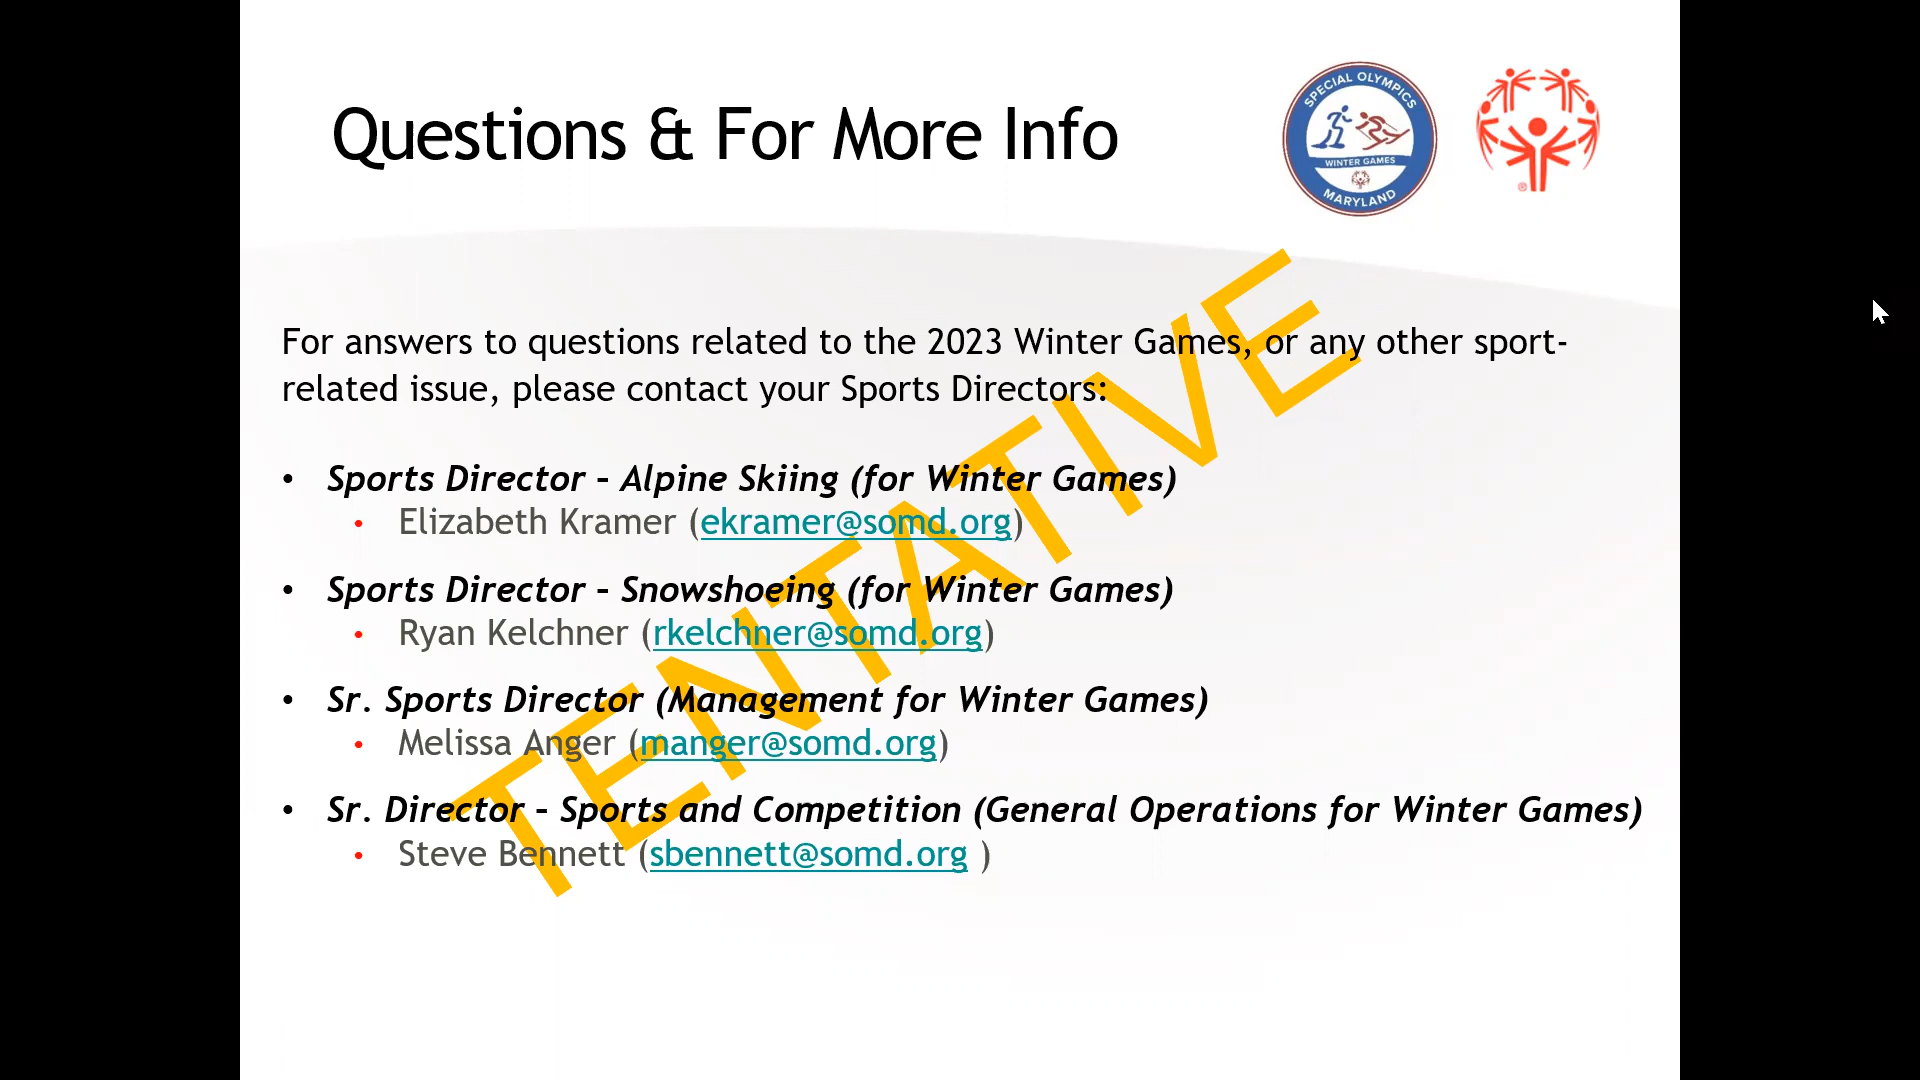 Questions & For More Info
SPECIAL OLYMPICS
WINTER GAMES
MARYLAND
®
For answers to questions related to the 2023 Winter Games, or any other sport-
related issue, please contact your Sports Directors:
• Sports Director – Alpine Skiing (for Winter Games)
• Elizabeth Kramer (ekramer@somd.org)
• Sports Director – Snowshoeing (for Winter Games)
• Ryan Kelchner (rkelchner@somd.org)
• Sr. Sports Director (Management for Winter Games)
• Melissa Anger (manger@somd.org)
• Sr. Director – Sports and Competition (General Operations for Winter Games)
• Steve Bennett (sbennett@somd.org )
TENTATIVE